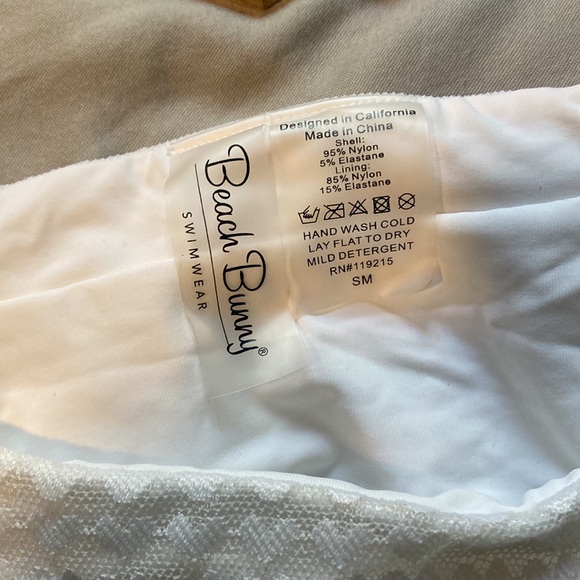 Beach Bunny®
SWIMWEAR
Designed in California
Made in China
Shell:
95% Nylon
5% Elastane
Lining:
85% Nylon
15% Elastane
HAND WASH COLD
LAY FLAT TO DRY
MILD DETERGENT
RN#119215
SM